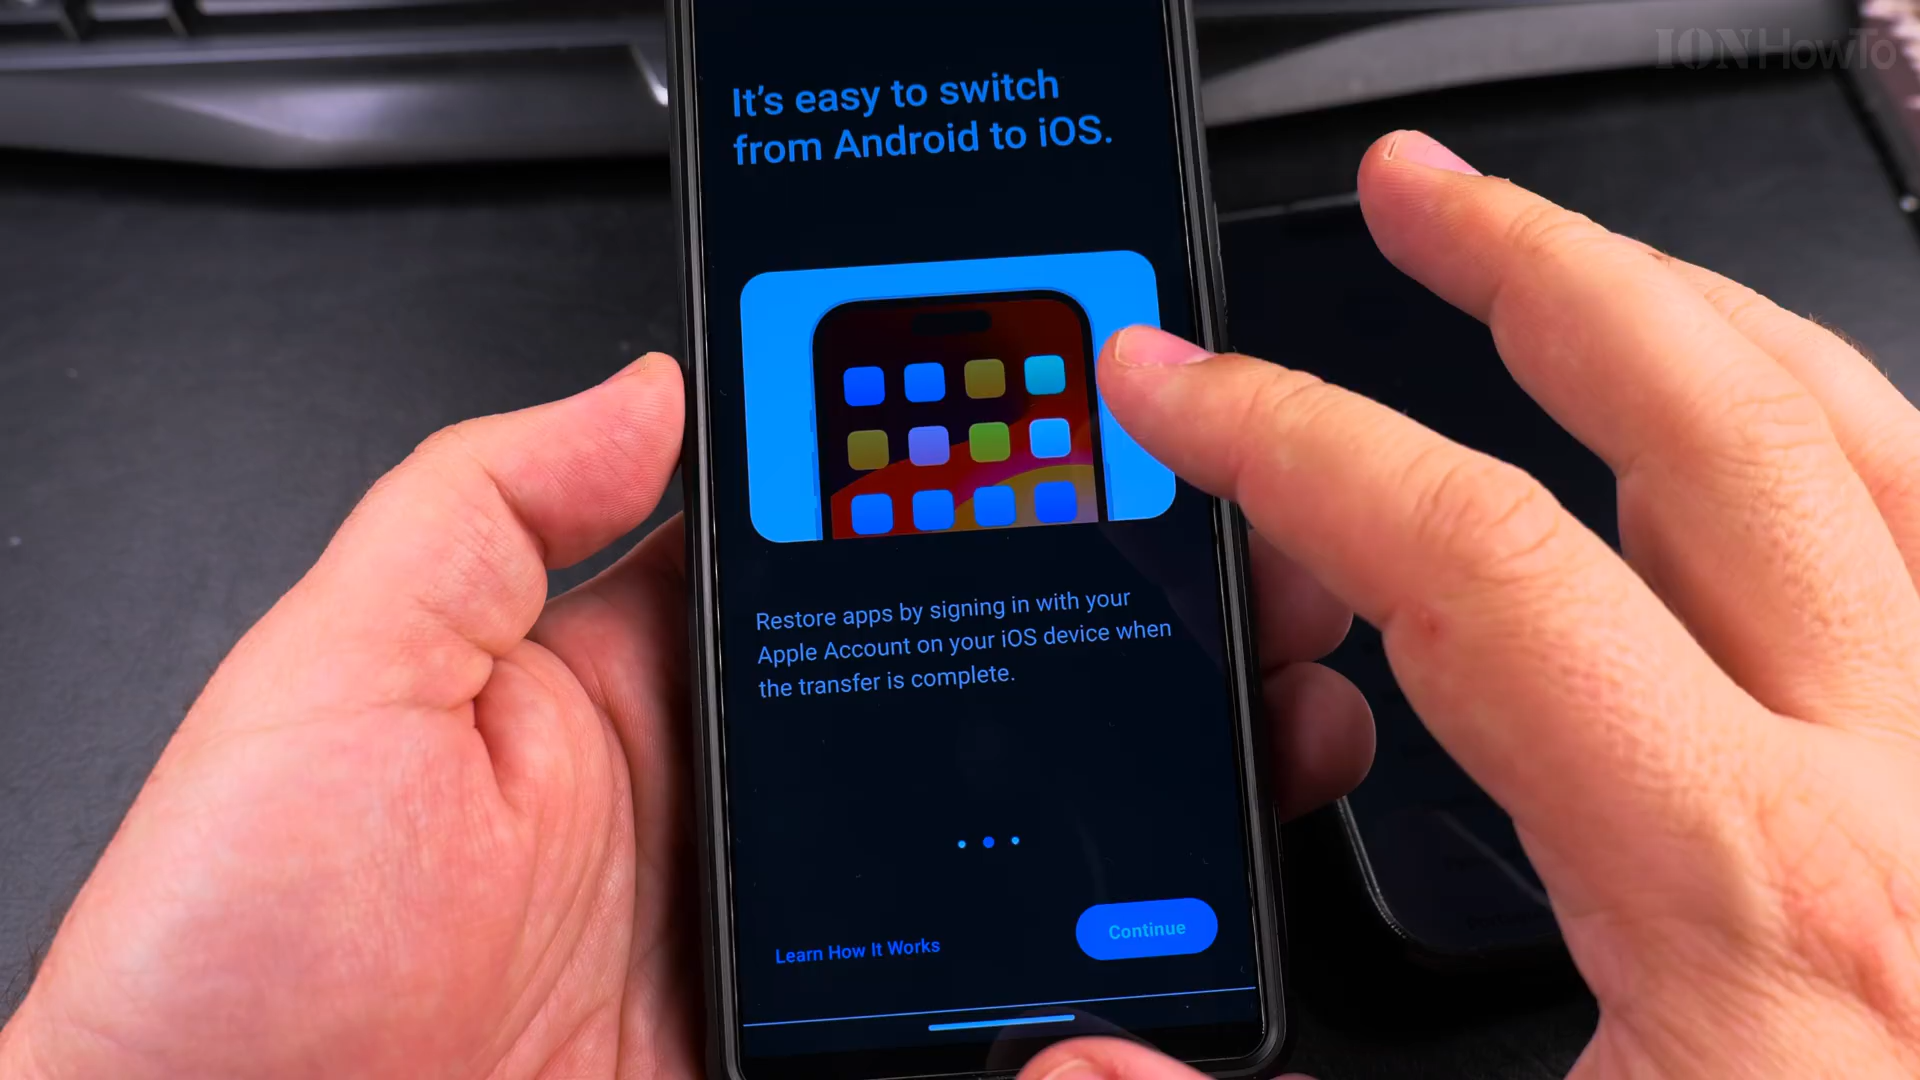 IONHowTo
It's easy to switch
from Android to iOS.
Restore apps by signing in with your
Apple Account on your iOS device when
the transfer is complete.
Learn How It Works
Continue